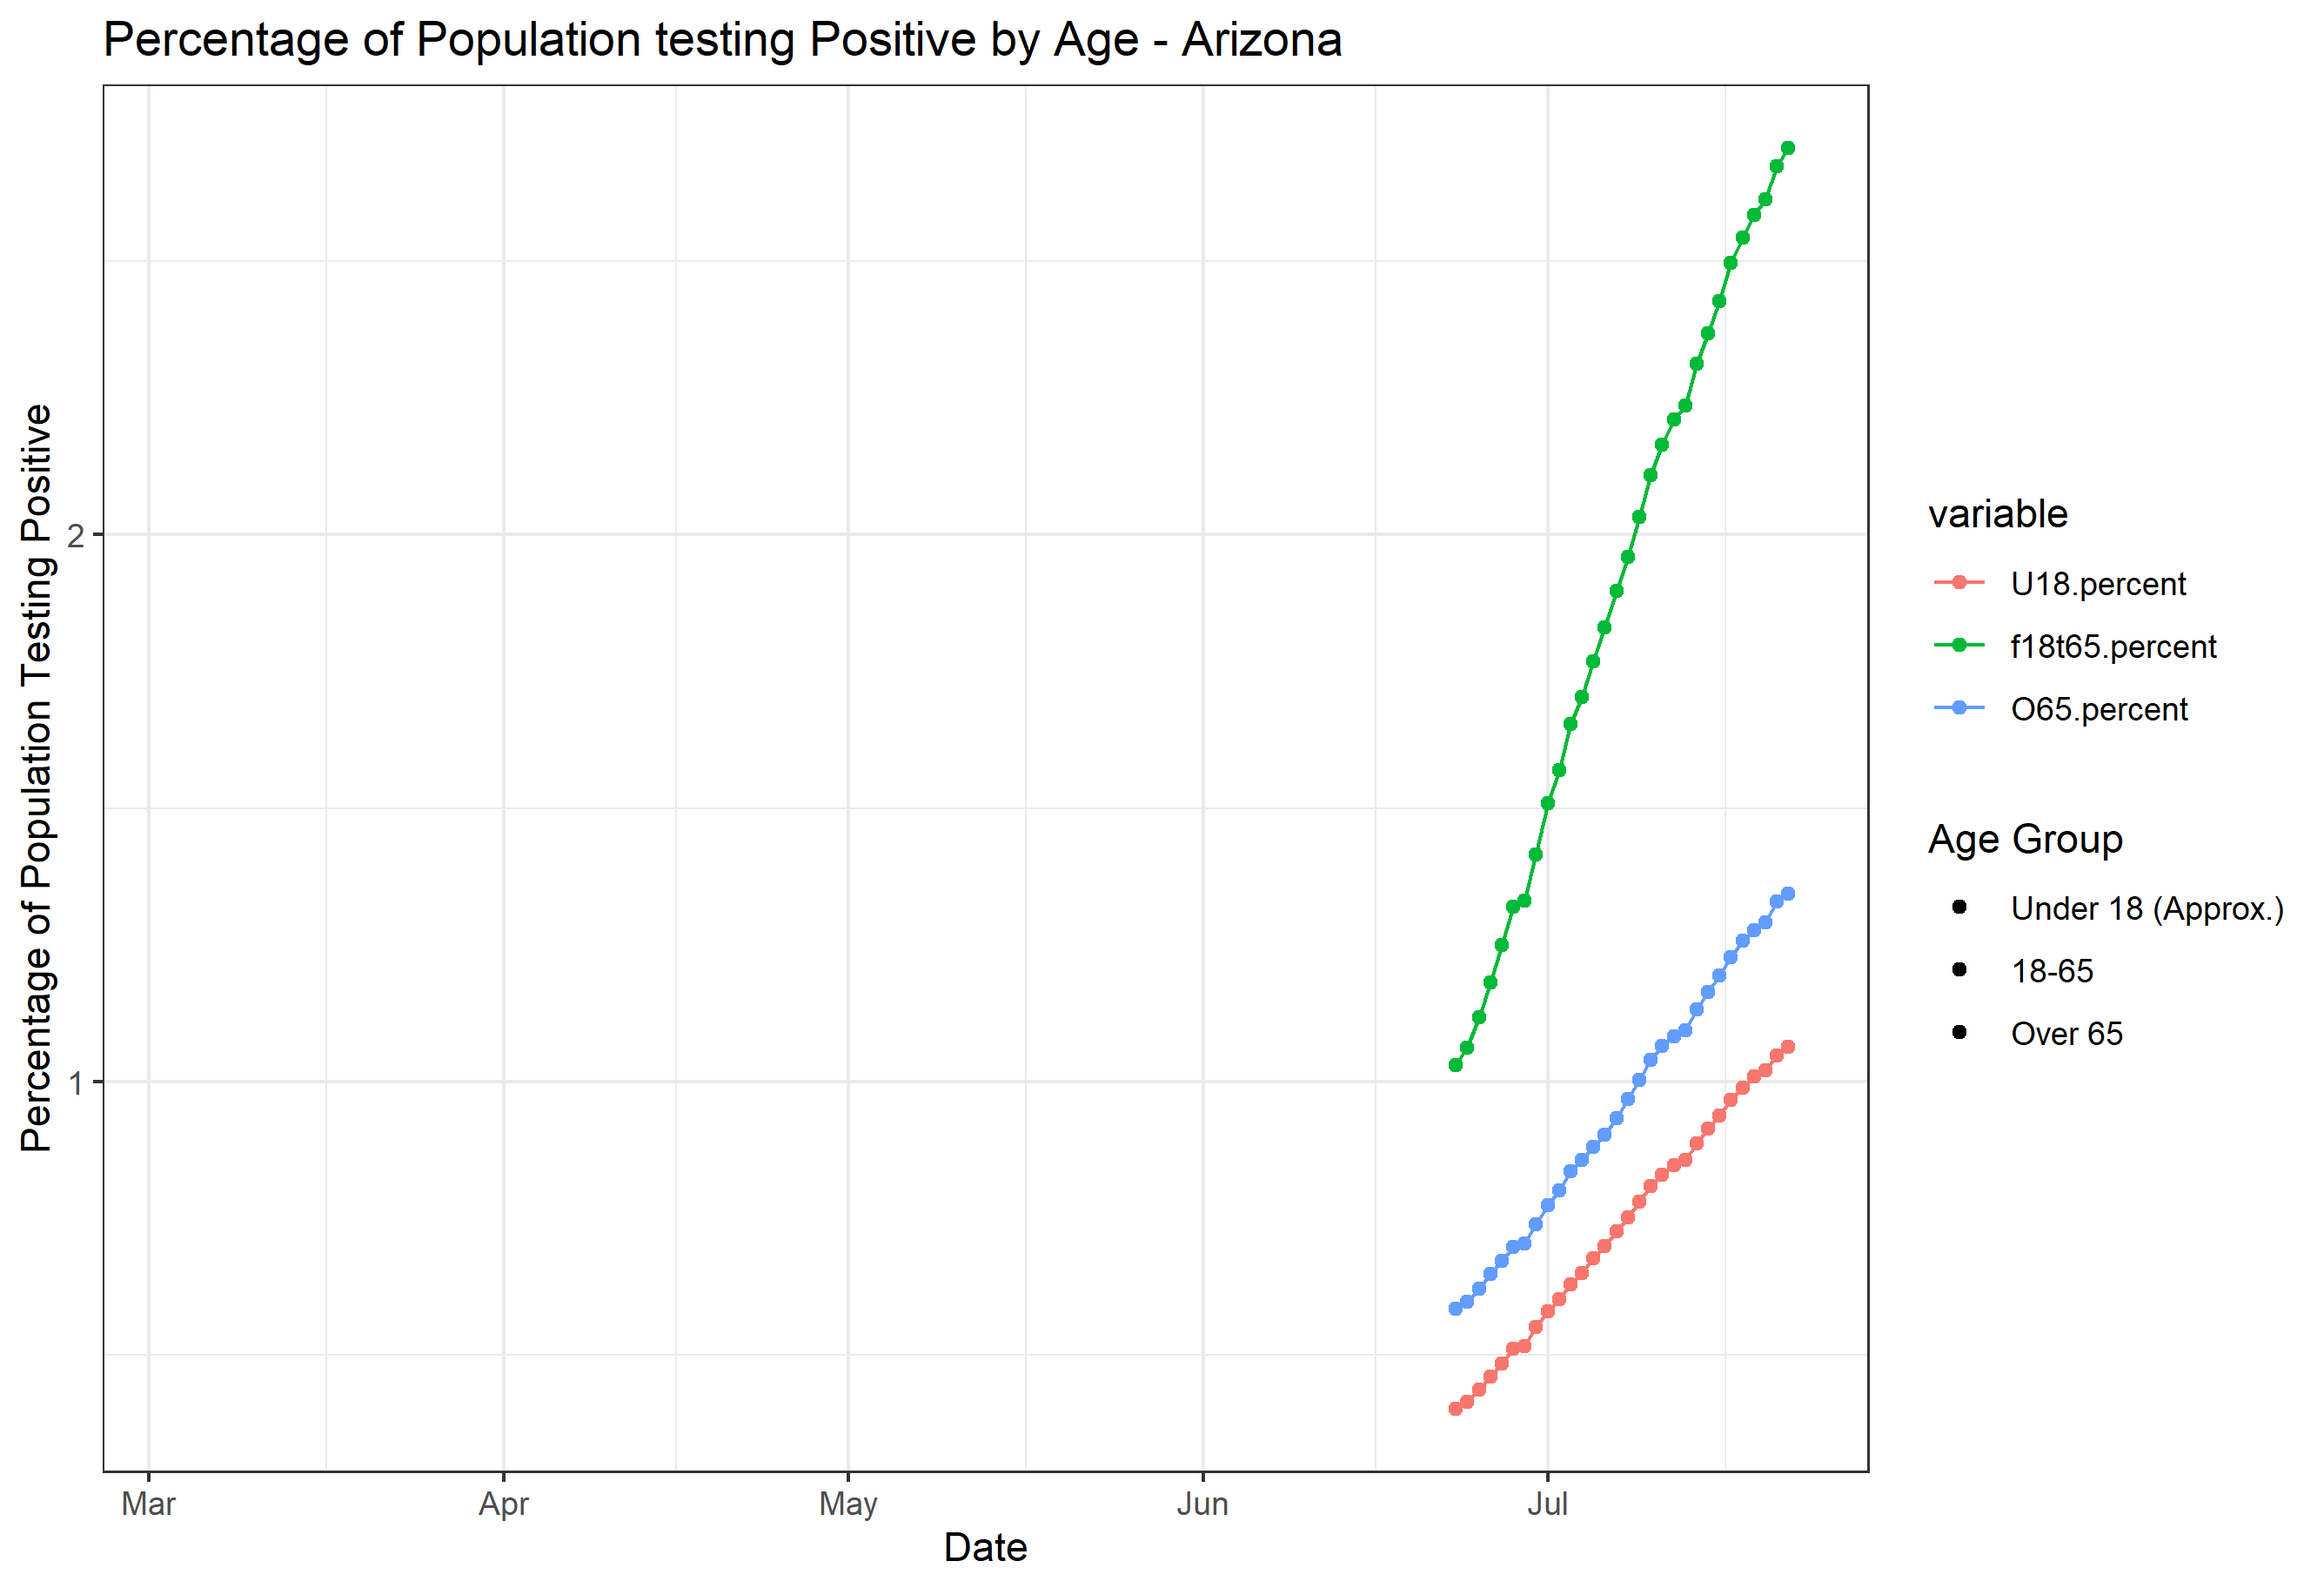 Percentage of Population testing Positive by Age - Arizona
Percentage of Population Testing Positive
2
1
Mar
Apr
May
Jun
Jul
Date
variable
U18.percent
f18t65.percent
O65.percent
Age Group
Under 18 (Approx.)
18-65
Over 65